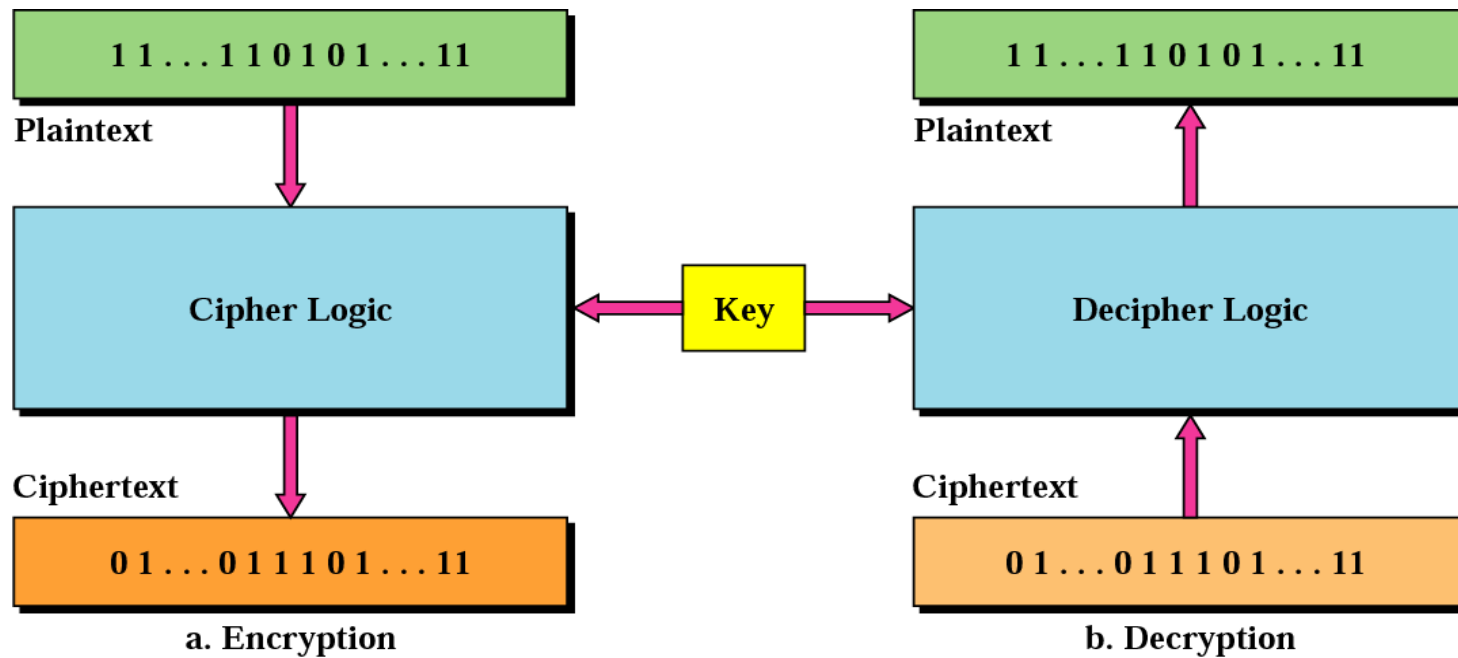 1 1 . . . 1 1 0 1 0 1 . . . 11
Plaintext
Cipher Logic
Ciphertext
0 1 . . . 0 1 1 1 0 1 . . . 11
a. Encryption
Key
1 1 . . . 1 1 0 1 0 1 . . . 11
Plaintext
Decipher Logic
Ciphertext
0 1 . . . 0 1 1 1 0 1 . . . 11
b. Decryption